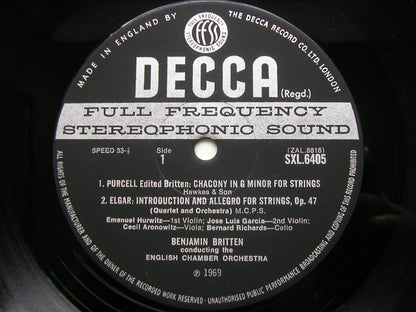 MADE IN ENGLAND BY
THE DECCA RECORD CO. LTD. LONDON
FULL FREQUENCY
ffss
STEREOPHONIC SOUND
DECCA (Regd.)
FULL FREQUENCY
STEREOPHONIC SOUND
SPEED 33-⅓ Side (ZAL.8816)
1 SXL.6405
1. PURCELL Edited Britten: CHACONY IN G MINOR FOR STRINGS
Hawkes & Son
2. ELGAR: INTRODUCTION AND ALLEGRO FOR STRINGS, Op. 47
(Quartet and Orchestra) M.C.P.S.
Emanuel Hurwitz—1st Violin; Jose Luis Garcia—2nd Violin;
Cecil Aronowitz—Viola; Bernard Richards—Cello
BENJAMIN BRITTEN
conducting the
ENGLISH CHAMBER ORCHESTRA
℗ 1969
ALL RIGHTS OF THE MANUFACTURER AND OF THE OWNER OF THE RECORDED WORK RESERVED · UNAUTHORISED PUBLIC PERFORMANCE BROADCASTING AND COPYING OF THIS RECORD PROHIBITED